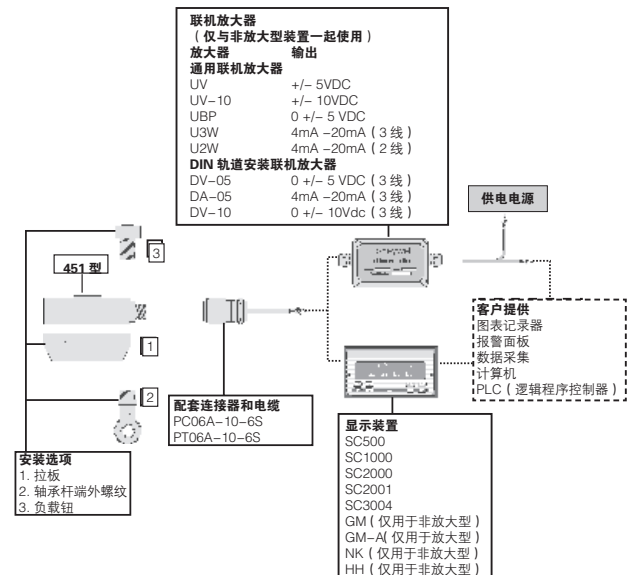 联机放大器
（仅与非放大型装置一起使用）
放大器 输出
通用联机放大器
UV +/- 5VDC
UV-10 +/- 10VDC
UBP 0 +/- 5 VDC
U3W 4mA -20mA（3 线）
U2W 4mA -20mA（2 线）
DIN 轨道安装联机放大器
DV-05 0 +/- 5 VDC（3 线）
DA-05 4mA -20mA（3 线）
DV-10 0 +/- 10Vdc（3 线）
供电电源
3
451 型
1
2
客户提供
图表记录器
报警面板
数据采集
计算机
PLC（逻辑程序控制器）
配套连接器和电缆
PC06A-10-6S
PT06A-10-6S
安装选项
1. 拉板
2. 轴承杆端外螺纹
3. 负载钮
显示装置
SC500
SC1000
SC2000
SC2001
SC3004
GM（仅用于非放大型）
GM-A（仅用于放大型）
NK（仅用于非放大型）
HH（仅用于非放大型）